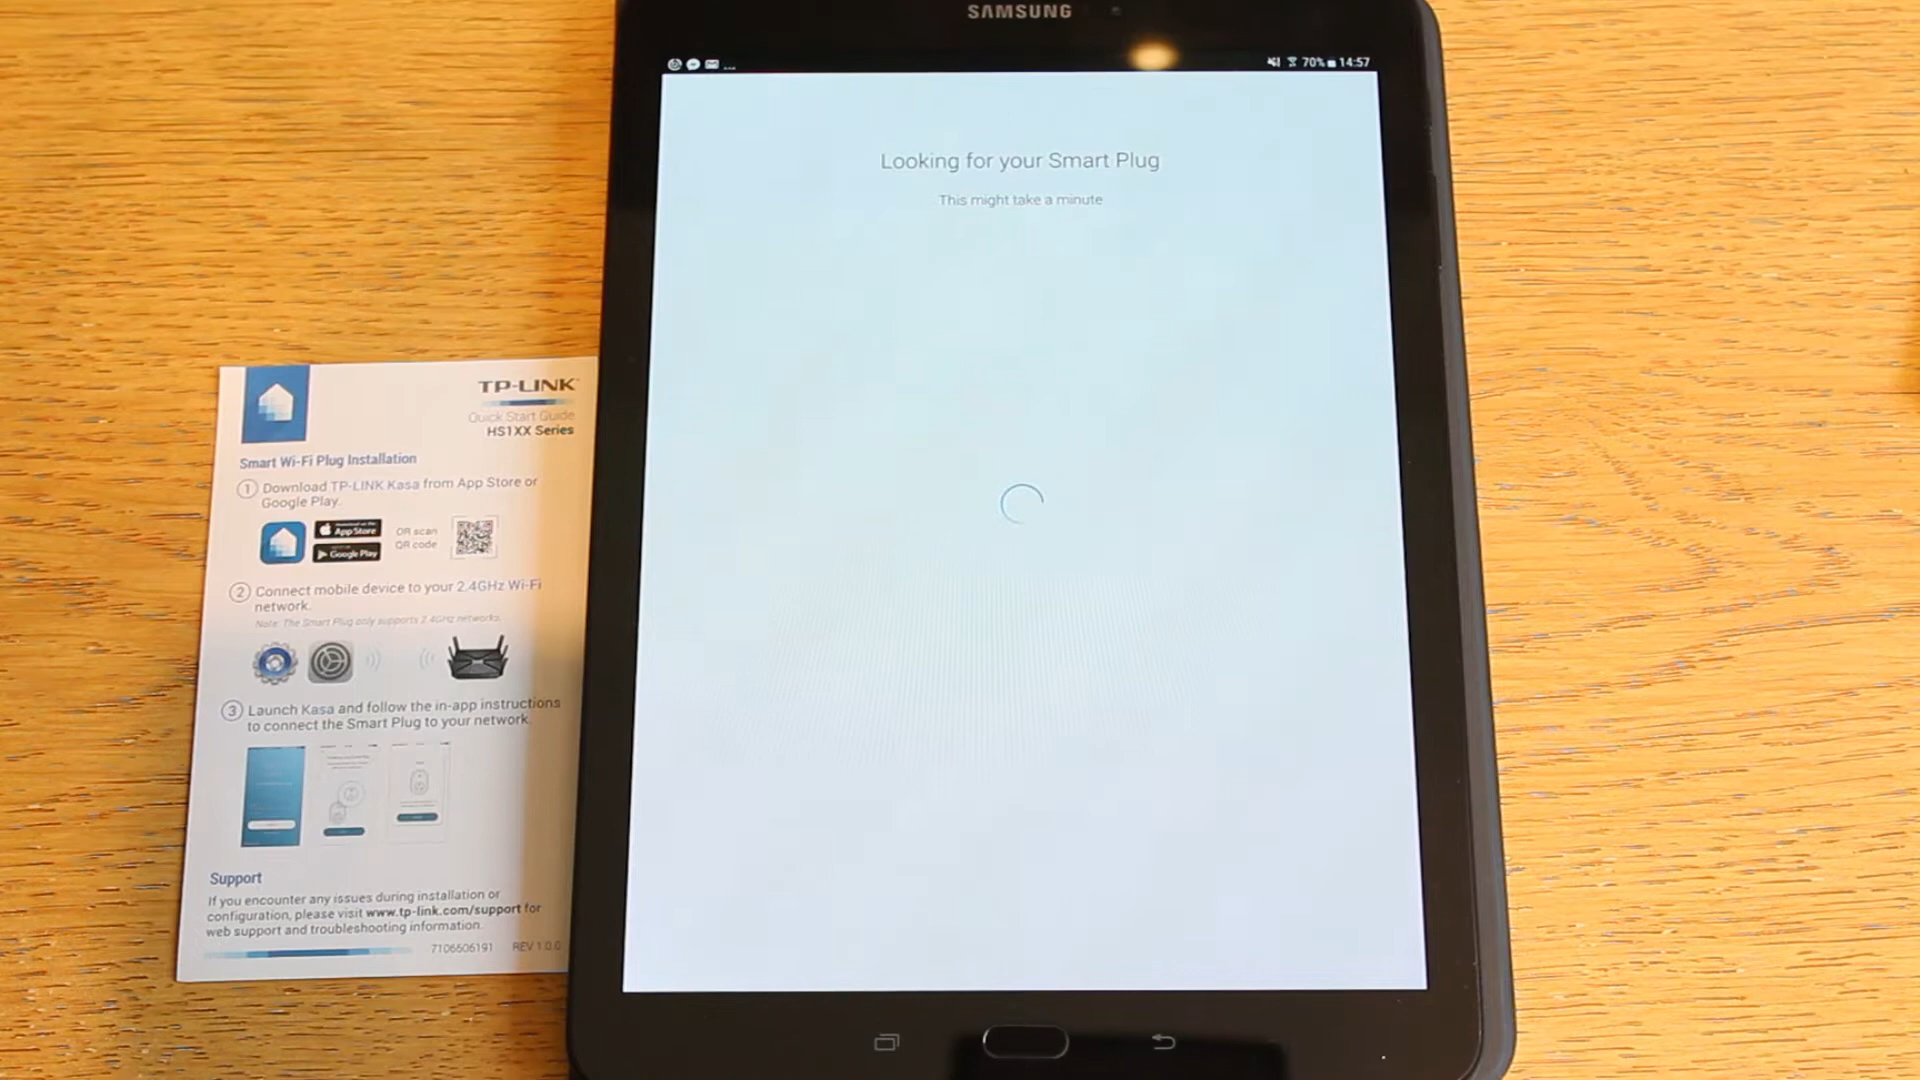 SAMSUNG
70% 14:57
Looking for your Smart Plug
This might take a minute
TP-LINK
Quick Start Guide
HS1XX Series
Smart Wi-Fi Plug Installation
1 Download TP-LINK Kasa from App Store or
Google Play.
App Store
Google Play
OR scan
QR code
2 Connect mobile device to your 2.4GHz Wi-Fi
network.
Note: The Smart Plug only supports 2.4GHz networks.
3 Launch Kasa and follow the in-app instructions
to connect the Smart Plug to your network.
Support
If you encounter any issues during installation or
configuration, please visit www.tp-link.com/support for
web support and troubleshooting information.
7106506191 REV 1.0.0